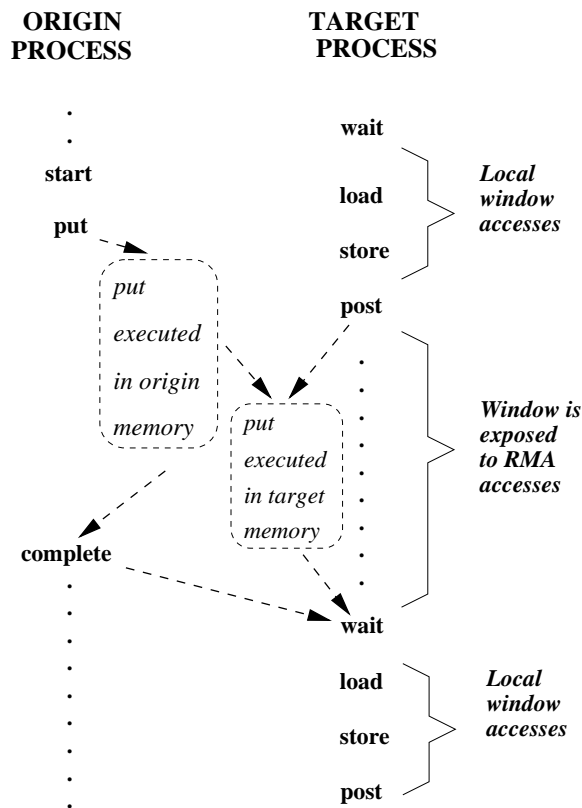 ORIGIN
PROCESS
TARGET
PROCESS
wait
start
Local
window
accesses
load
put
store
put
executed
in origin
memory
post
Window is
exposed
to RMA
accesses
put
executed
in target
memory
complete
wait
load
Local
window
accesses
store
post